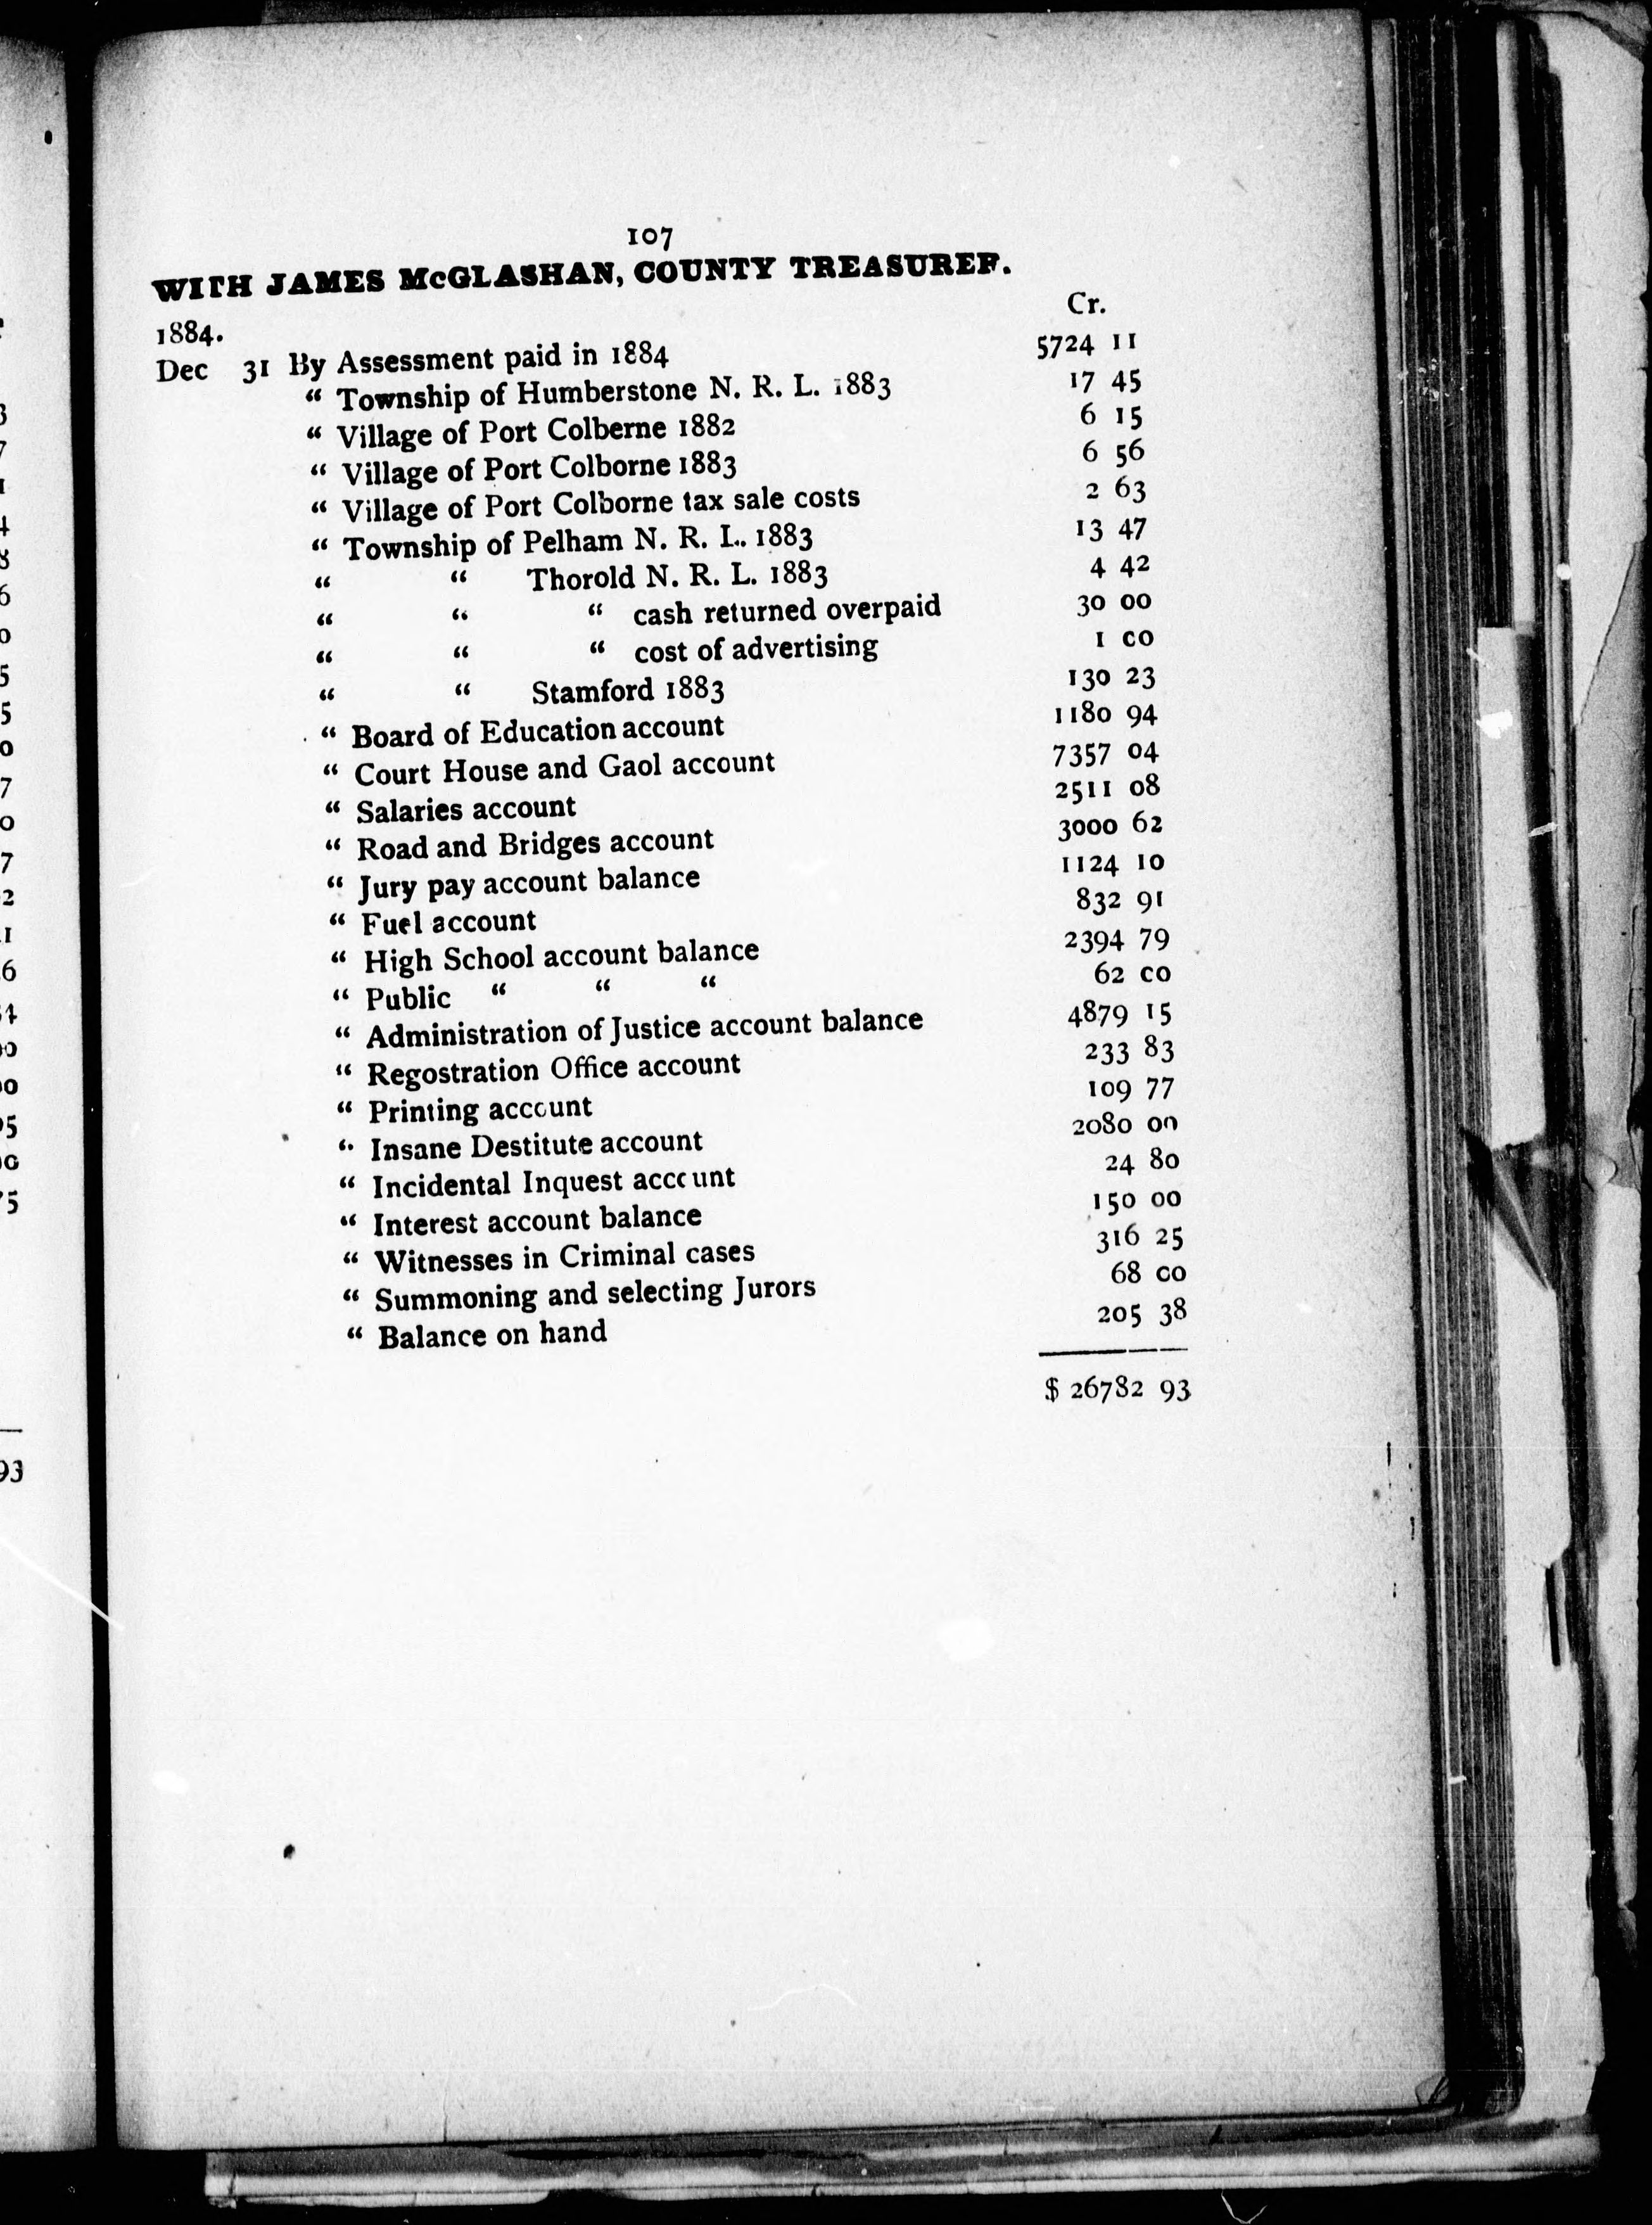 107
WITH JAMES McGLASHAN, COUNTY TREASURER.
Cr.
1884.
Dec 31 By Assessment paid in 1884 5724 11
“ Township of Humberstone N. R. L. 1883 17 45
“ Village of Port Colberne 1882 6 15
“ Village of Port Colborne 1883 6 56
“ Village of Port Colborne tax sale costs 2 63
“ Township of Pelham N. R. L. 1883 13 47
“ “ Thorold N. R. L. 1883 4 42
“ “ “ cash returned overpaid 30 00
“ “ “ cost of advertising 1 00
“ “ Stamford 1883 130 23
“ Board of Education account 1180 94
“ Court House and Gaol account 7357 04
“ Salaries account 2511 08
“ Road and Bridges account 3000 62
“ Jury pay account balance 1124 10
“ Fuel account 832 91
“ High School account balance 2394 79
“ Public “ “ “ 62 00
“ Administration of Justice account balance 4879 15
“ Regostration Office account 233 83
“ Printing account 109 77
“ Insane Destitute account 2080 00
“ Incidental Inquest account 24 80
“ Interest account balance 150 00
“ Witnesses in Criminal cases 316 25
“ Summoning and selecting Jurors 68 00
“ Balance on hand 205 38
$ 26782 93